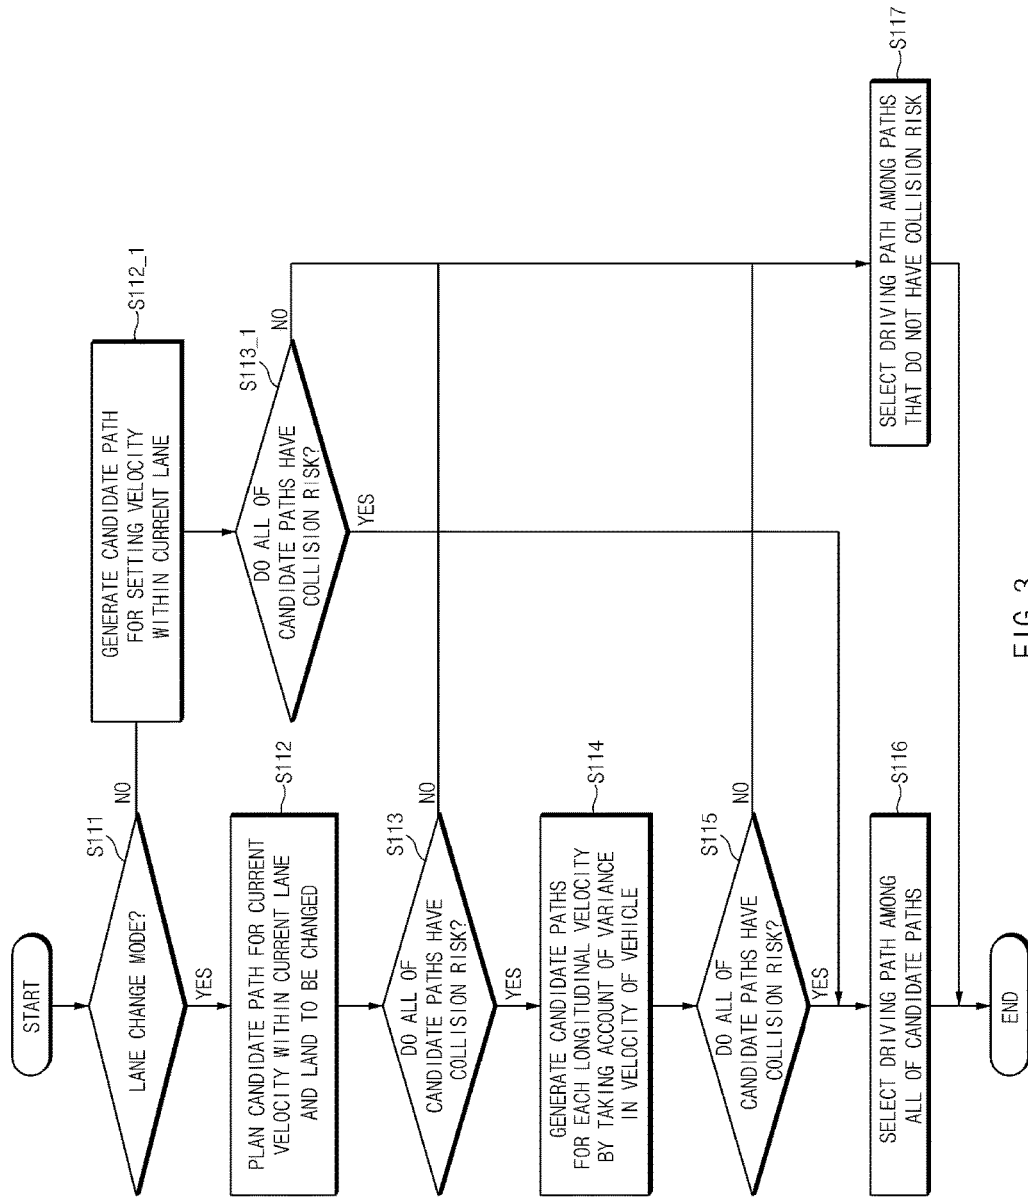 START
LANE CHANGE MODE?
S111
NO
YES
GENERATE CANDIDATE PATH
FOR SETTING VELOCITY
WITHIN CURRENT LANE
S112_1
PLAN CANDIDATE PATH FOR CURRENT
VELOCITY WITHIN CURRENT LANE
AND LAND TO BE CHANGED
S112
DO ALL OF
CANDIDATE PATHS HAVE
COLLISION RISK?
S113_1
NO
YES
DO ALL OF
CANDIDATE PATHS HAVE
COLLISION RISK?
S113
NO
YES
GENERATE CANDIDATE PATHS
FOR EACH LONGITUDINAL VELOCITY
BY TAKING ACCOUNT OF VARIANCE
IN VELOCITY OF VEHICLE
S114
DO ALL OF
CANDIDATE PATHS HAVE
COLLISION RISK?
S115
NO
YES
SELECT DRIVING PATH AMONG
ALL OF CANDIDATE PATHS
S116
SELECT DRIVING PATH AMONG PATHS
THAT DO NOT HAVE COLLISION RISK
S117
END
FIG. 3